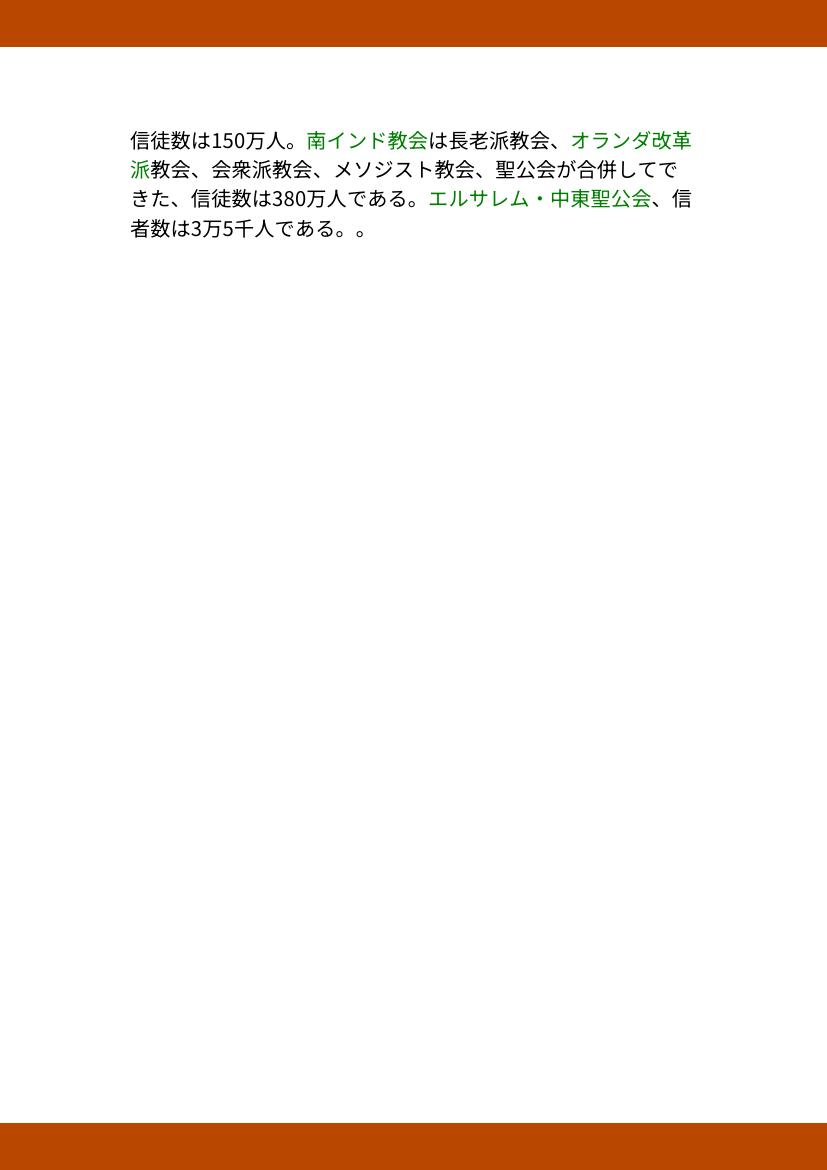 信徒数は150万人。南インド教会は長老派教会、オランダ改革
派教会、会衆派教会、メソジスト教会、聖公会が合併してで
きた、信徒数は380万人である。エルサレム・中東聖公会、信
者数は3万5千人である。。